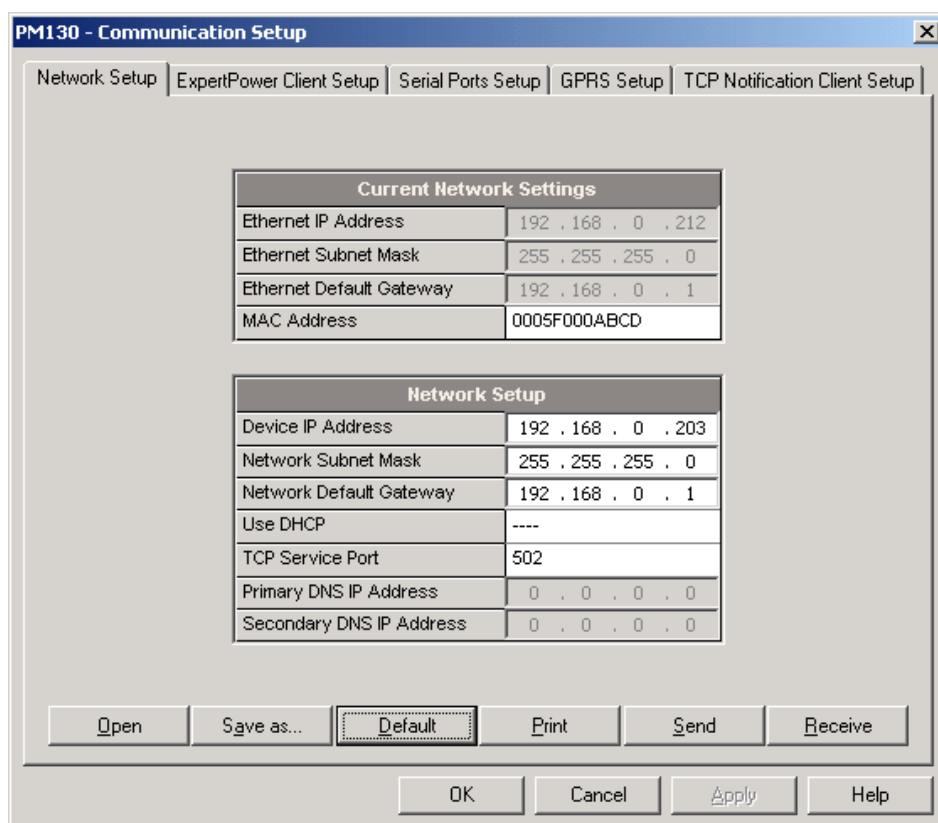 PM130 - Communication Setup
Network Setup ExpertPower Client Setup Serial Ports Setup GPRS Setup TCP Notification Client Setup
Current Network Settings
Ethernet IP Address 192 . 168 . 0 . 212
Ethernet Subnet Mask 255 . 255 . 255 . 0
Ethernet Default Gateway 192 . 168 . 0 . 1
MAC Address 0005F000ABCD
Network Setup
Device IP Address 192 . 168 . 0 . 203
Network Subnet Mask 255 . 255 . 255 . 0
Network Default Gateway 192 . 168 . 0 . 1
Use DHCP ----
TCP Service Port 502
Primary DNS IP Address 0 . 0 . 0 . 0
Secondary DNS IP Address 0 . 0 . 0 . 0
Open Save as... Default Print Send Receive
OK Cancel Apply Help